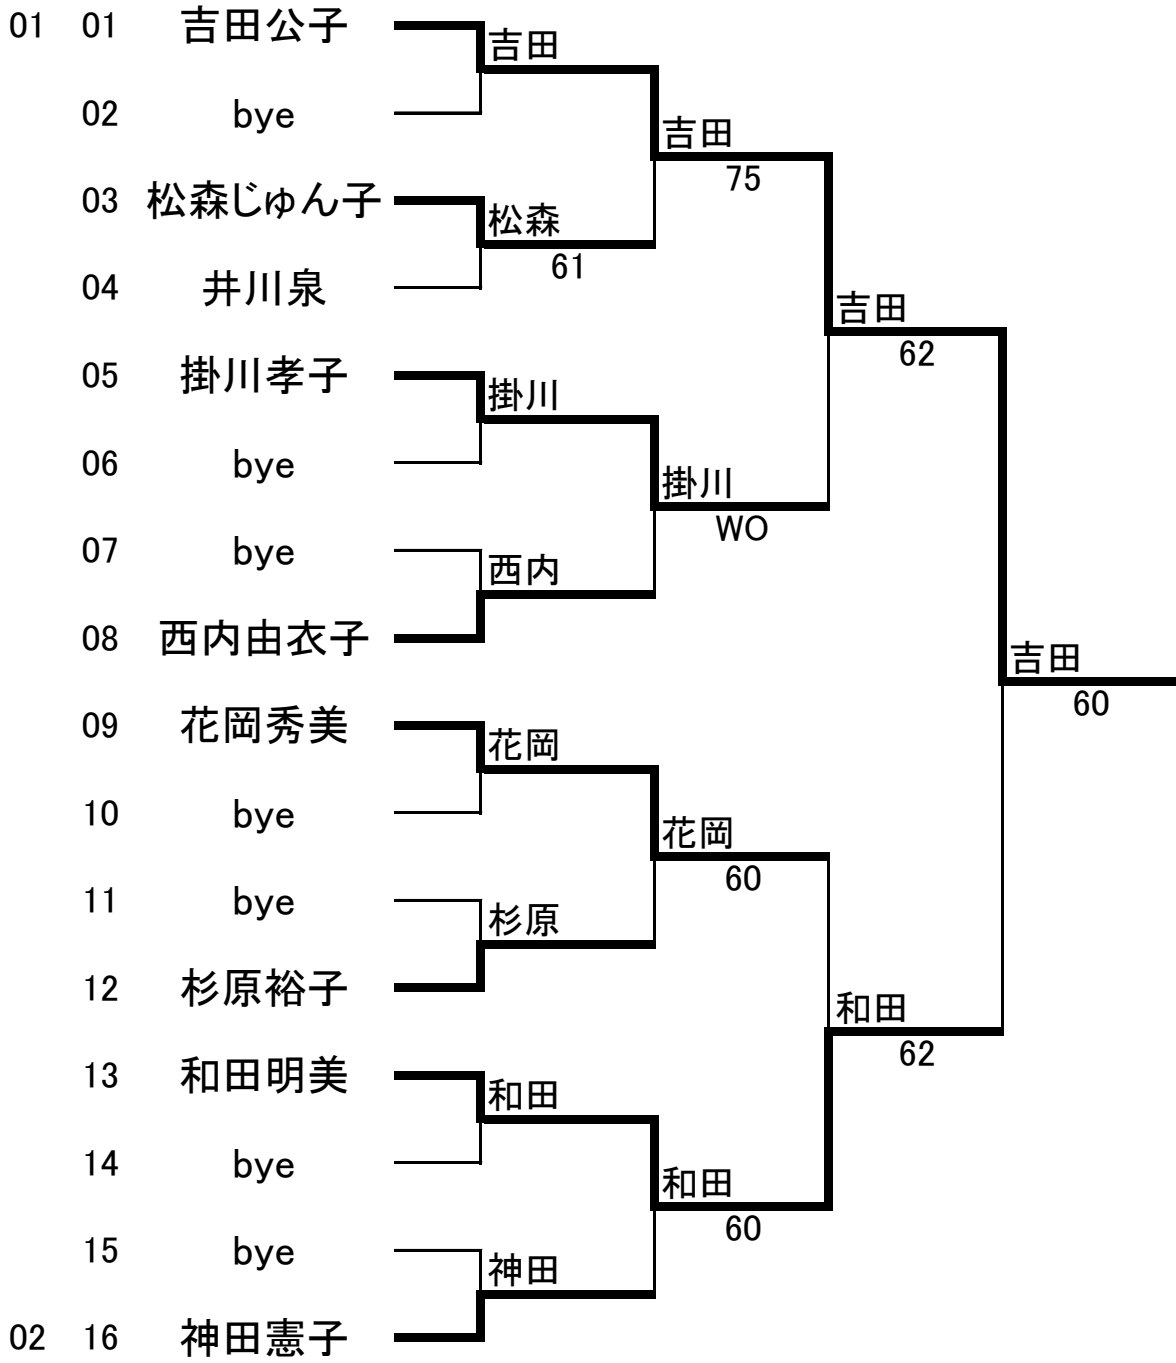 01 01 吉田公子
吉田
02 bye
吉田
75
03 松森じゅん子
松森
61
04 井川泉
吉田
62
05 掛川孝子
掛川
06 bye
掛川
WO
07 bye
西内
08 西内由衣子
吉田
60
09 花岡秀美
花岡
10 bye
花岡
60
11 bye
杉原
12 杉原裕子
和田
62
13 和田明美
和田
14 bye
和田
60
15 bye
神田
02 16 神田憲子